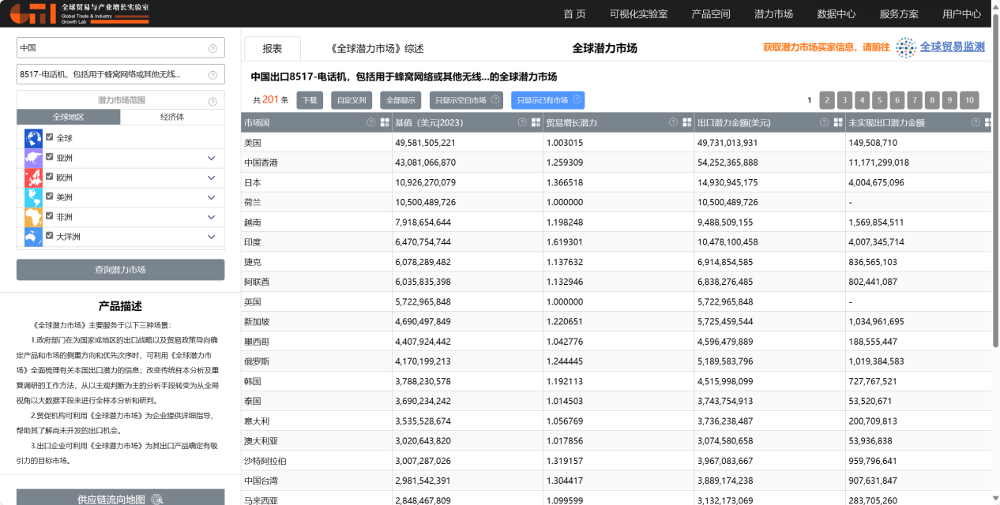 全球贸易与产业增长实验室
Global Trade & Industry
Growth Lab
首 页 可视化实验室 产品空间 潜力市场 数据中心 服务方案 用户中心
中国
8517-电话机，包括用于蜂窝网络或其他无线...
潜力市场范围
全球地区 经济体
全球
亚洲
欧洲
美洲
非洲
大洋洲
查询潜力市场
产品描述
《全球潜力市场》主要服务于以下三种场景：
1.政府部门在为国家或地区的出口战略以及贸易政策导向确
定产品和市场的侧重方向和优先次序时，可利用《全球潜力市
场》全面梳理有关本国出口潜力的信息；改变传统样本分析及重
复调研的工作方法，从以主观判断为主的分析手段转变为从全局
视角以大数据手段来进行全样本分析和研判。
2.贸促机构可利用《全球潜力市场》为企业提供详细指导，
帮助其了解尚未开发的出口机会。
3.出口企业可利用《全球潜力市场》为其出口产品确定有吸
引力的目标市场。
供应链流向地图
报表 《全球潜力市场》综述 全球潜力市场 获取潜力市场买家信息，请前往 全球贸易监测
中国出口8517-电话机，包括用于蜂窝网络或其他无线...的全球潜力市场
共 201 条 下载 自定义列 全部显示 只显示空白市场 只显示已有市场 1 2 3 4 5 6 7 8 9 10
市场国 基值（美元|2023） 贸易增长潜力 出口潜力金额(美元) 未实现出口潜力金额
美国 49,581,505,221 1.003015 49,731,013,931 149,508,710
中国香港 43,081,066,870 1.259309 54,252,365,888 11,171,299,018
日本 10,926,270,079 1.366518 14,930,945,175 4,004,675,096
荷兰 10,500,489,726 1.000000 10,500,489,726 -
越南 7,918,654,644 1.198248 9,488,509,155 1,569,854,511
印度 6,470,754,744 1.619301 10,478,100,458 4,007,345,714
捷克 6,078,289,482 1.137632 6,914,854,585 836,565,103
阿联酋 6,035,835,398 1.132946 6,838,276,485 802,441,087
英国 5,722,965,848 1.000000 5,722,965,848 -
新加坡 4,690,497,849 1.220651 5,725,459,544 1,034,961,695
墨西哥 4,407,924,442 1.042776 4,596,479,889 188,555,447
俄罗斯 4,170,199,213 1.244445 5,189,583,796 1,019,384,583
韩国 3,788,230,578 1.192113 4,515,998,099 727,767,521
泰国 3,690,234,242 1.014503 3,743,754,913 53,520,671
意大利 3,535,528,674 1.056769 3,736,238,487 200,709,813
澳大利亚 3,020,643,820 1.017856 3,074,580,658 53,936,838
沙特阿拉伯 3,007,287,026 1.319157 3,967,083,667 959,796,641
中国台湾 2,981,542,391 1.304417 3,889,174,238 907,631,847
马来西亚 2,848,467,809 1.099599 3,132,173,069 283,705,260